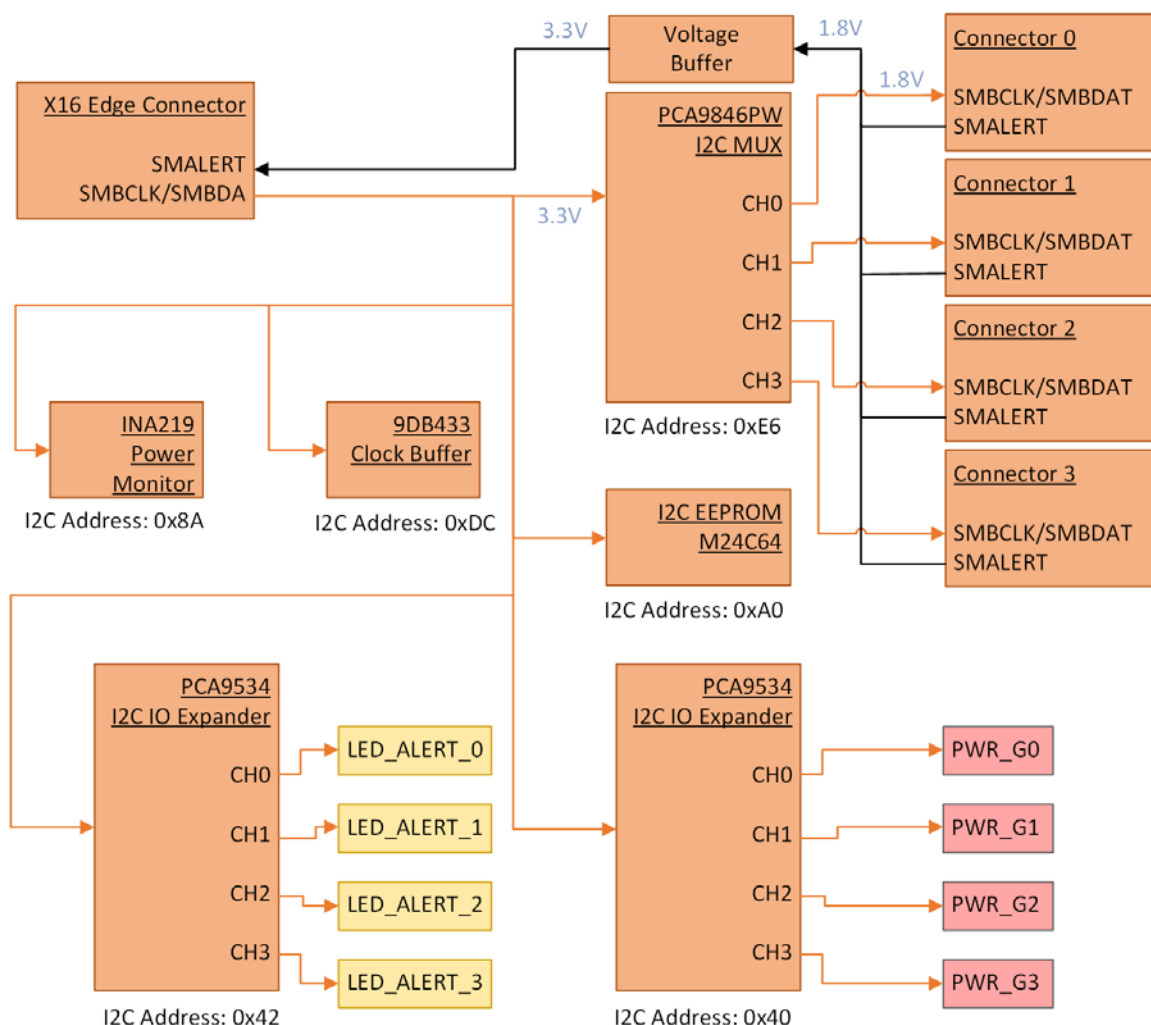 3.3V
Voltage
Buffer
1.8V
Connector 0
1.8V
SMBCLK/SMBDAT
SMALERT
X16 Edge Connector
SMALERT
SMBCLK/SMBDA
3.3V
PCA9846PW
I2C MUX
CH0
CH1
CH2
CH3
I2C Address: 0xE6
Connector 1
SMBCLK/SMBDAT
SMALERT
Connector 2
SMBCLK/SMBDAT
SMALERT
Connector 3
SMBCLK/SMBDAT
SMALERT
INA219
Power
Monitor
I2C Address: 0x8A
9DB433
Clock Buffer
I2C Address: 0xDC
I2C EEPROM
M24C64
I2C Address: 0xA0
PCA9534
I2C IO Expander
CH0
CH1
CH2
CH3
I2C Address: 0x42
LED_ALERT_0
LED_ALERT_1
LED_ALERT_2
LED_ALERT_3
PCA9534
I2C IO Expander
CH0
CH1
CH2
CH3
I2C Address: 0x40
PWR_G0
PWR_G1
PWR_G2
PWR_G3